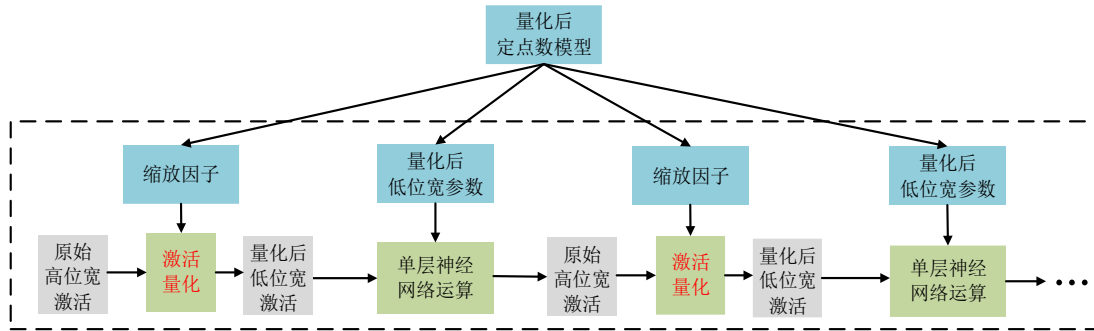 量化后
定点数模型
缩放因子
量化后
低位宽参数
缩放因子
量化后
低位宽参数
原始
高位宽
激活
激活
量化
量化后
低位宽
激活
单层神经
网络运算
原始
高位宽
激活
激活
量化
量化后
低位宽
激活
单层神经
网络运算
•••